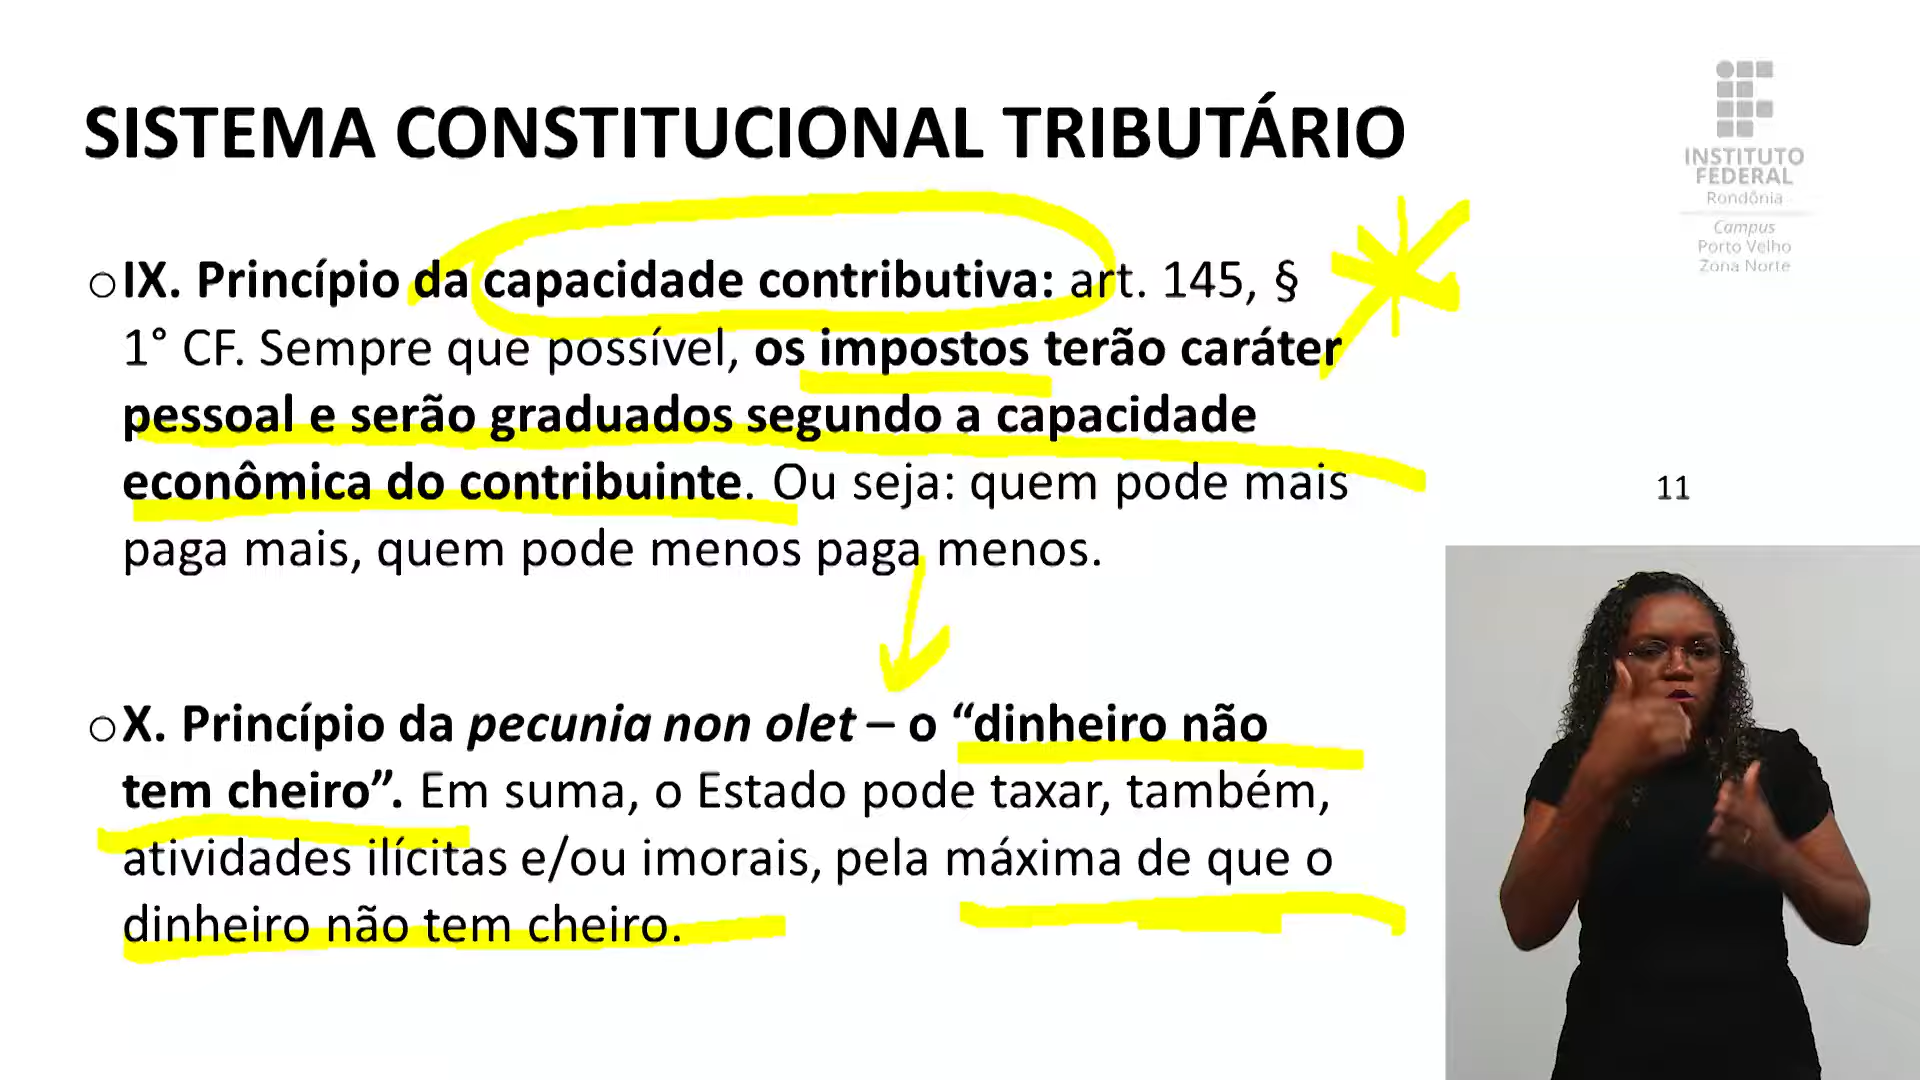 SISTEMA CONSTITUCIONAL TRIBUTÁRIO
INSTITUTO
FEDERAL
Rondônia
Campus
Porto Velho
Zona Norte
○IX. Princípio da capacidade contributiva: art. 145, §
1° CF. Sempre que possível, os impostos terão caráter
pessoal e serão graduados segundo a capacidade
econômica do contribuinte. Ou seja: quem pode mais
paga mais, quem pode menos paga menos.
11
○X. Princípio da pecunia non olet – o “dinheiro não
tem cheiro”. Em suma, o Estado pode taxar, também,
atividades ilícitas e/ou imorais, pela máxima de que o
dinheiro não tem cheiro.